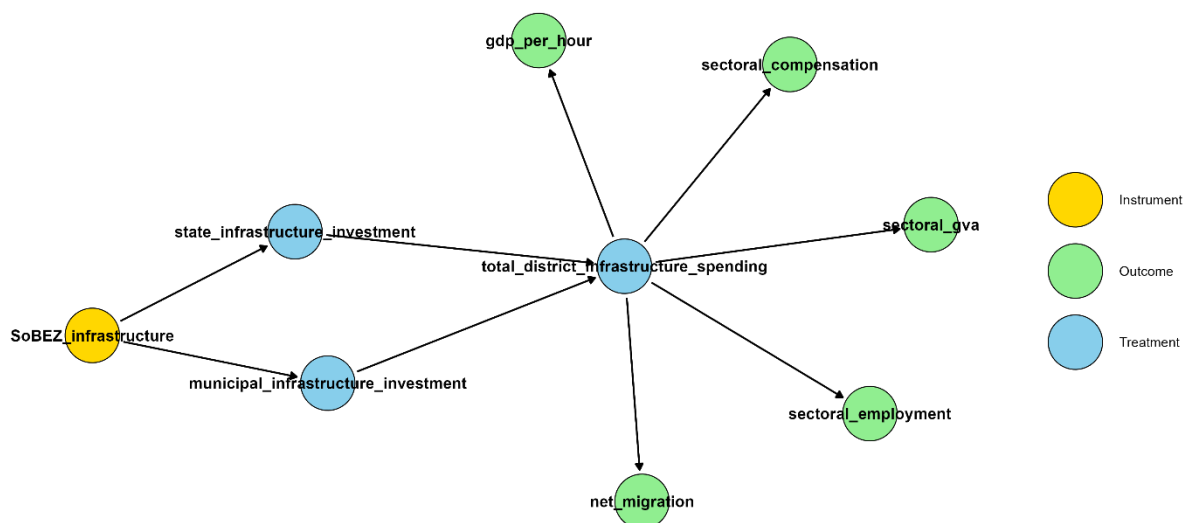 gdp_per_hour
sectoral_compensation
state_infrastructure_investment
sectoral_gva
total_district_infrastructure_spending
SoBEZ_infrastructure
municipal_infrastructure_investment
sectoral_employment
net_migration
Instrument
Outcome
Treatment